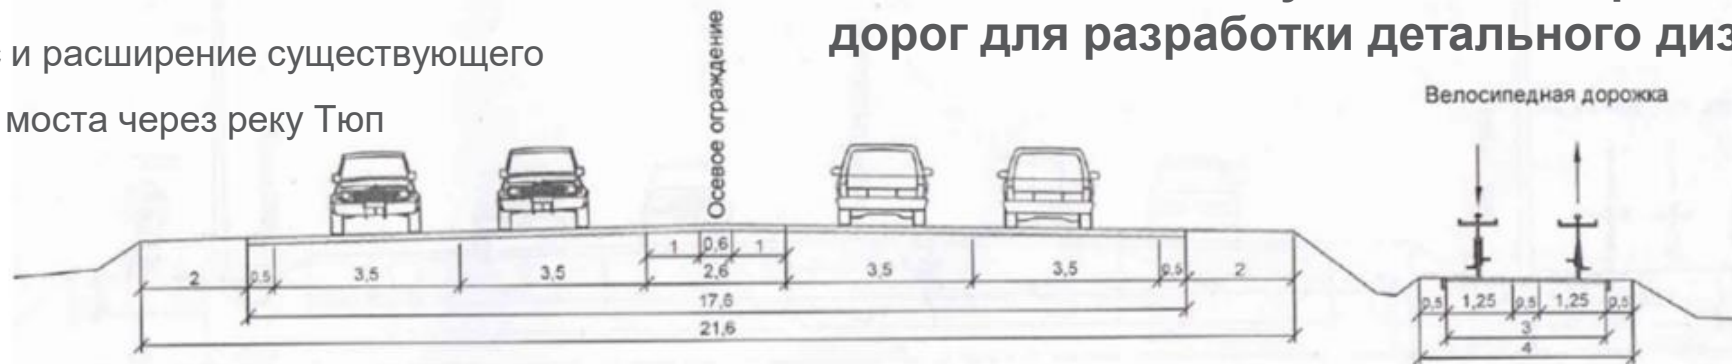 и расширение существующего
моста через реку Тюп
дорог для разработки детального
Осевое ограждение
Велосипедная дорожка
1 0,6 1
2 0,5 3,5 3,5 2,6 3,5 3,5 0,5 2
17,6
21,6
0,5 1,25 0,5 1,25 0,5
3
4